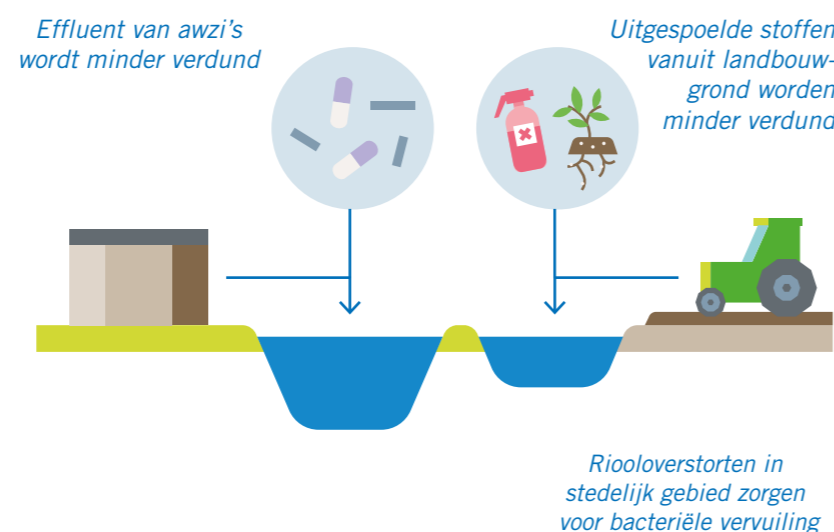 Effluent van awzi's
wordt minder verdund
Uitgespoelde stoffen
vanuit landbouw-
grond worden
minder verdund
Riooloverstorten in
stedelijk gebied zorgen
voor bacteriële vervuiling